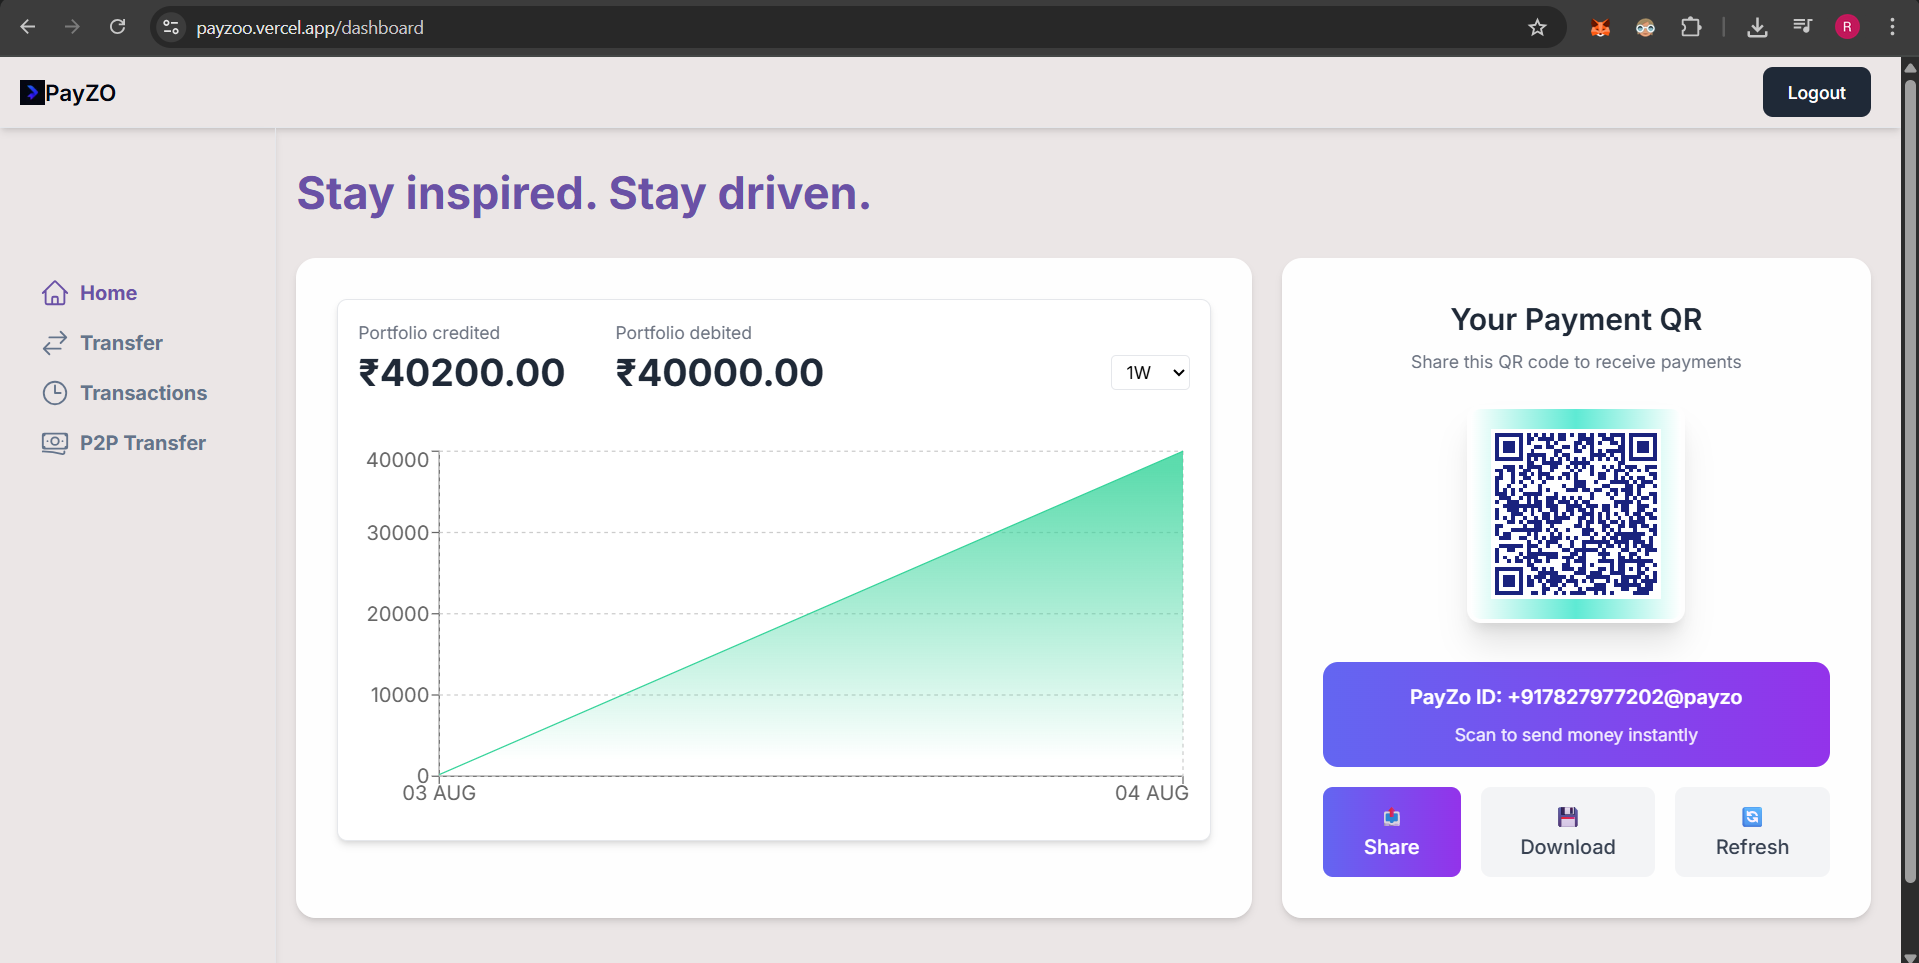 payzoo.vercel.app/dashboard
R
PayZO
Logout
Stay inspired. Stay driven.
Home
Transfer
Transactions
P2P Transfer
Portfolio credited
₹40200.00
Portfolio debited
₹40000.00
1W
40000
30000
20000
10000
0
03 AUG
04 AUG
Your Payment QR
Share this QR code to receive payments
PayZo ID: +917827977202@payzo
Scan to send money instantly
Share
Download
Refresh